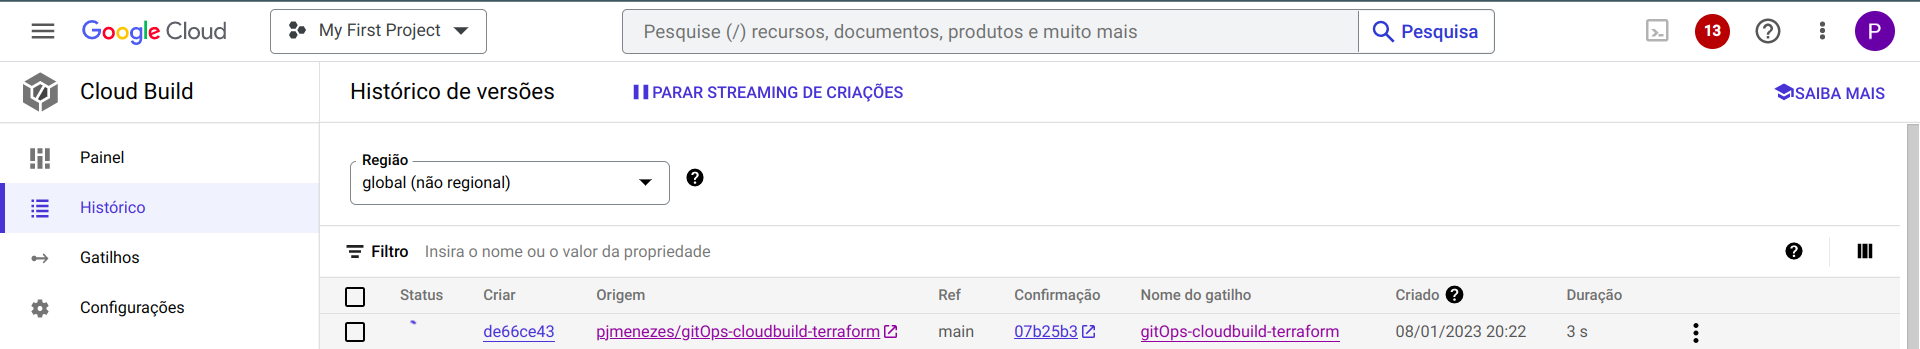 Google Cloud My First Project Pesquise (/) recursos, documentos, produtos e muito mais Pesquisa 13 P
Cloud Build Histórico de versões PARAR STREAMING DE CRIAÇÕES SAIBA MAIS
Painel
Histórico
Gatilhos
Configurações
Região
global (não regional)
Filtro Insira o nome ou o valor da propriedade
Status Criar Origem Ref Confirmação Nome do gatilho Criado Duração
de66ce43 pjmenezes/gitOps-cloudbuild-terraform main 07b25b3 gitOps-cloudbuild-terraform 08/01/2023 20:22 3 s